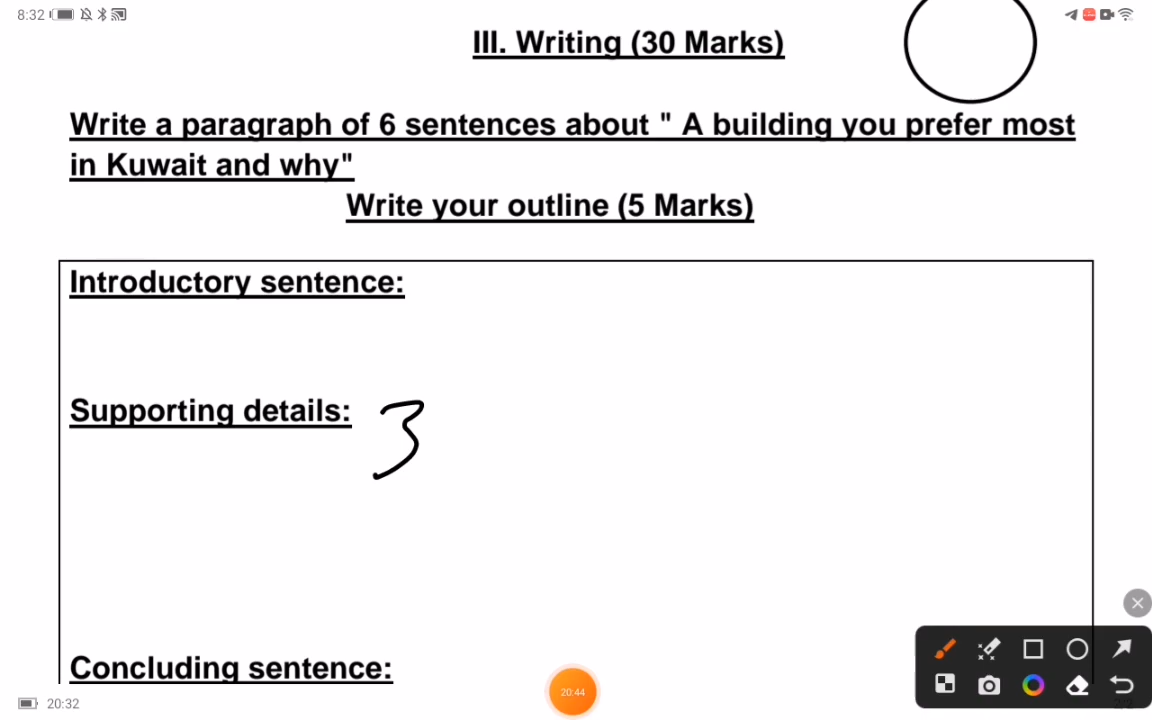 8:32
III. Writing (30 Marks)
Write a paragraph of 6 sentences about " A building you prefer most
in Kuwait and why"
Write your outline (5 Marks)
Introductory sentence:
Supporting details: 3
Concluding sentence:
20:44
20:32